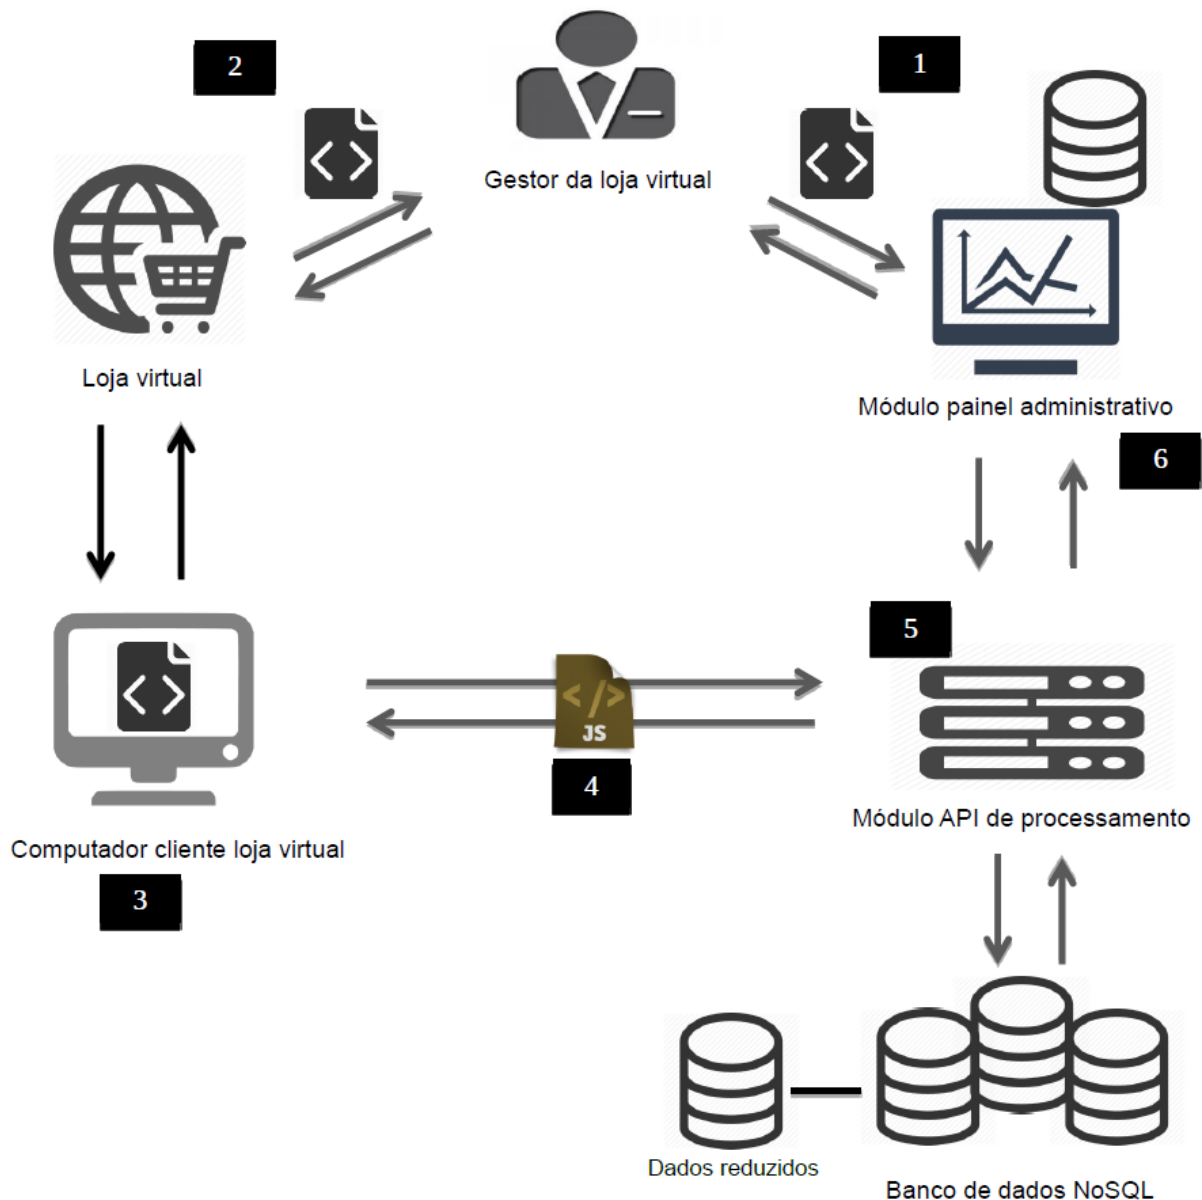 2
1
Gestor da loja virtual
Loja virtual
Módulo painel administrativo
6
5
</>
JS
4
Módulo API de processamento
Computador cliente loja virtual
3
Dados reduzidos
Banco de dados NoSQL